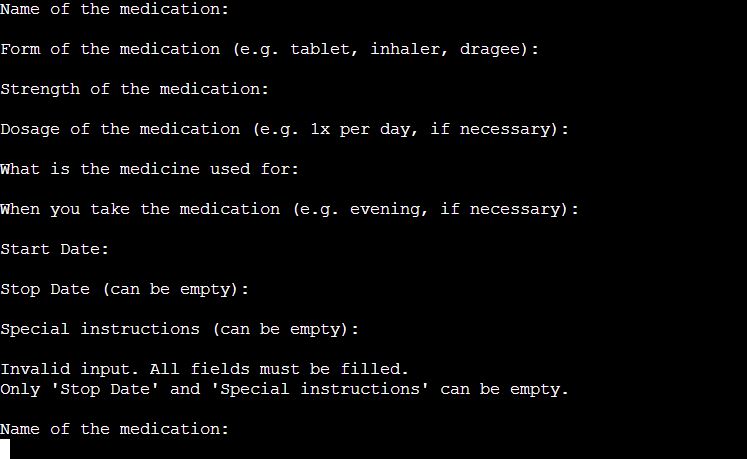 Name of the medication:
Form of the medication (e.g. tablet, inhaler, dragee):
Strength of the medication:
Dosage of the medication (e.g. 1x per day, if necessary):
What is the medicine used for:
When you take the medication (e.g. evening, if necessary):
Start Date:
Stop Date (can be empty):
Special instructions (can be empty):
Invalid input. All fields must be filled.
Only 'Stop Date' and 'Special instructions' can be empty.
Name of the medication: